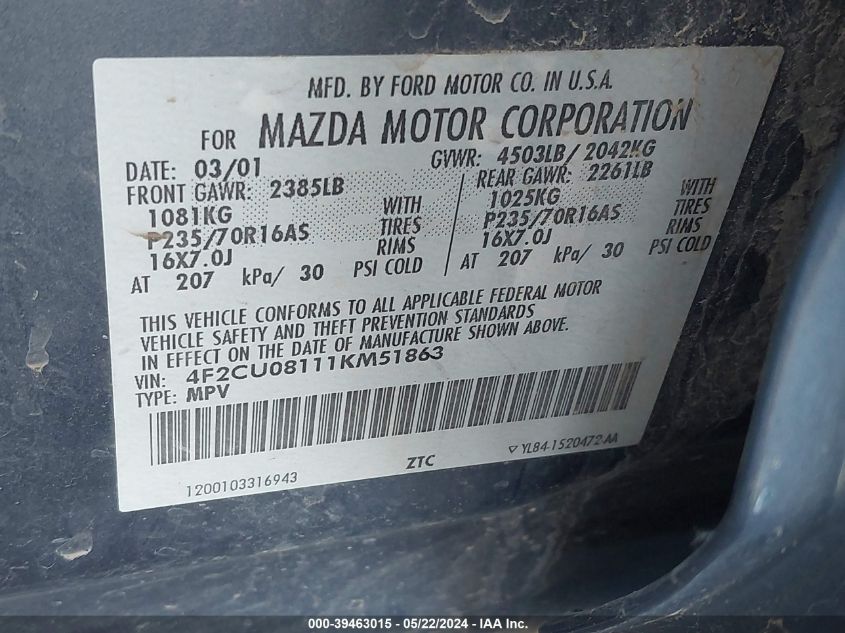 MFD. BY FORD MOTOR CO. IN U.S.A.
FOR MAZDA MOTOR CORPORATION
DATE: 03/01 GVWR: 4503LB/ 2042KG
FRONT GAWR: 2385LB REAR GAWR: 2261LB
1081KG WITH 1025KG WITH
P235/70R16AS TIRES P235/70R16AS TIRES
16X7.0J RIMS 16X7.0J RIMS
AT 207 kPa/ 30 PSI COLD AT 207 kPa/ 30 PSI COLD
THIS VEHICLE CONFORMS TO ALL APPLICABLE FEDERAL MOTOR
VEHICLE SAFETY AND THEFT PREVENTION STANDARDS
IN EFFECT ON THE DATE OF MANUFACTURE SHOWN ABOVE.
VIN: 4F2CU08111KM51863
TYPE: MPV
1200103316943 ZTC YL84-1520472-AA
000-39463015 - 05/22/2024 - IAA Inc.